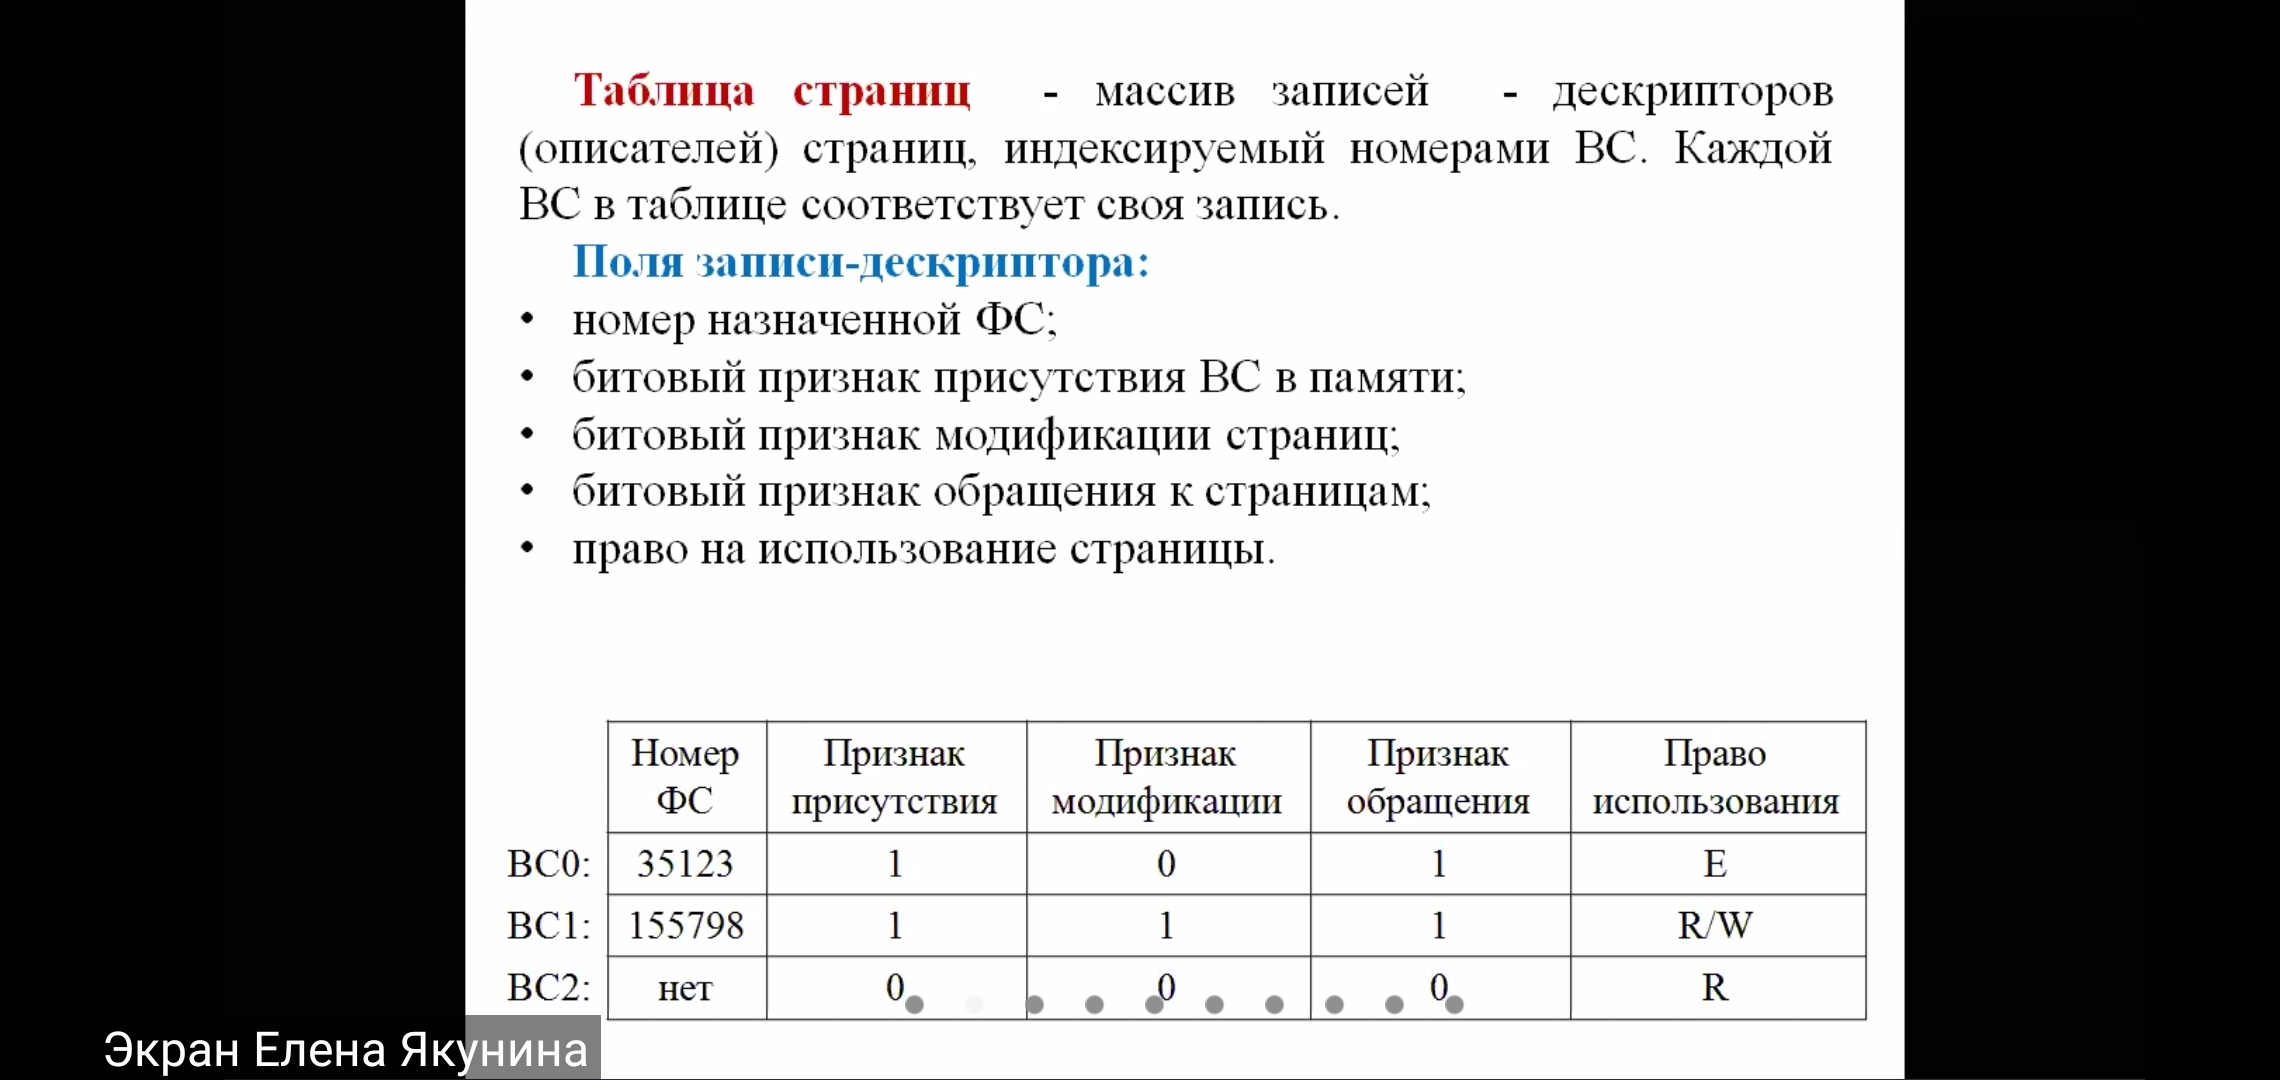 Таблица страниц - массив записей - дескрипторов
(описателей) страниц, индексируемый номерами ВС. Каждой
ВС в таблице соответствует своя запись.
Поля записи-дескриптора:
• номер назначенной ФС;
• битовый признак присутствия ВС в памяти;
• битовый признак модификации страниц;
• битовый признак обращения к страницам;
• право на использование страницы.
Номер ФС Признак присутствия Признак модификации Признак обращения Право использования
ВС0: 35123 1 0 1 E
ВС1: 155798 1 1 1 R/W
ВС2: нет 0 0 0 R
Экран Елена Якунина